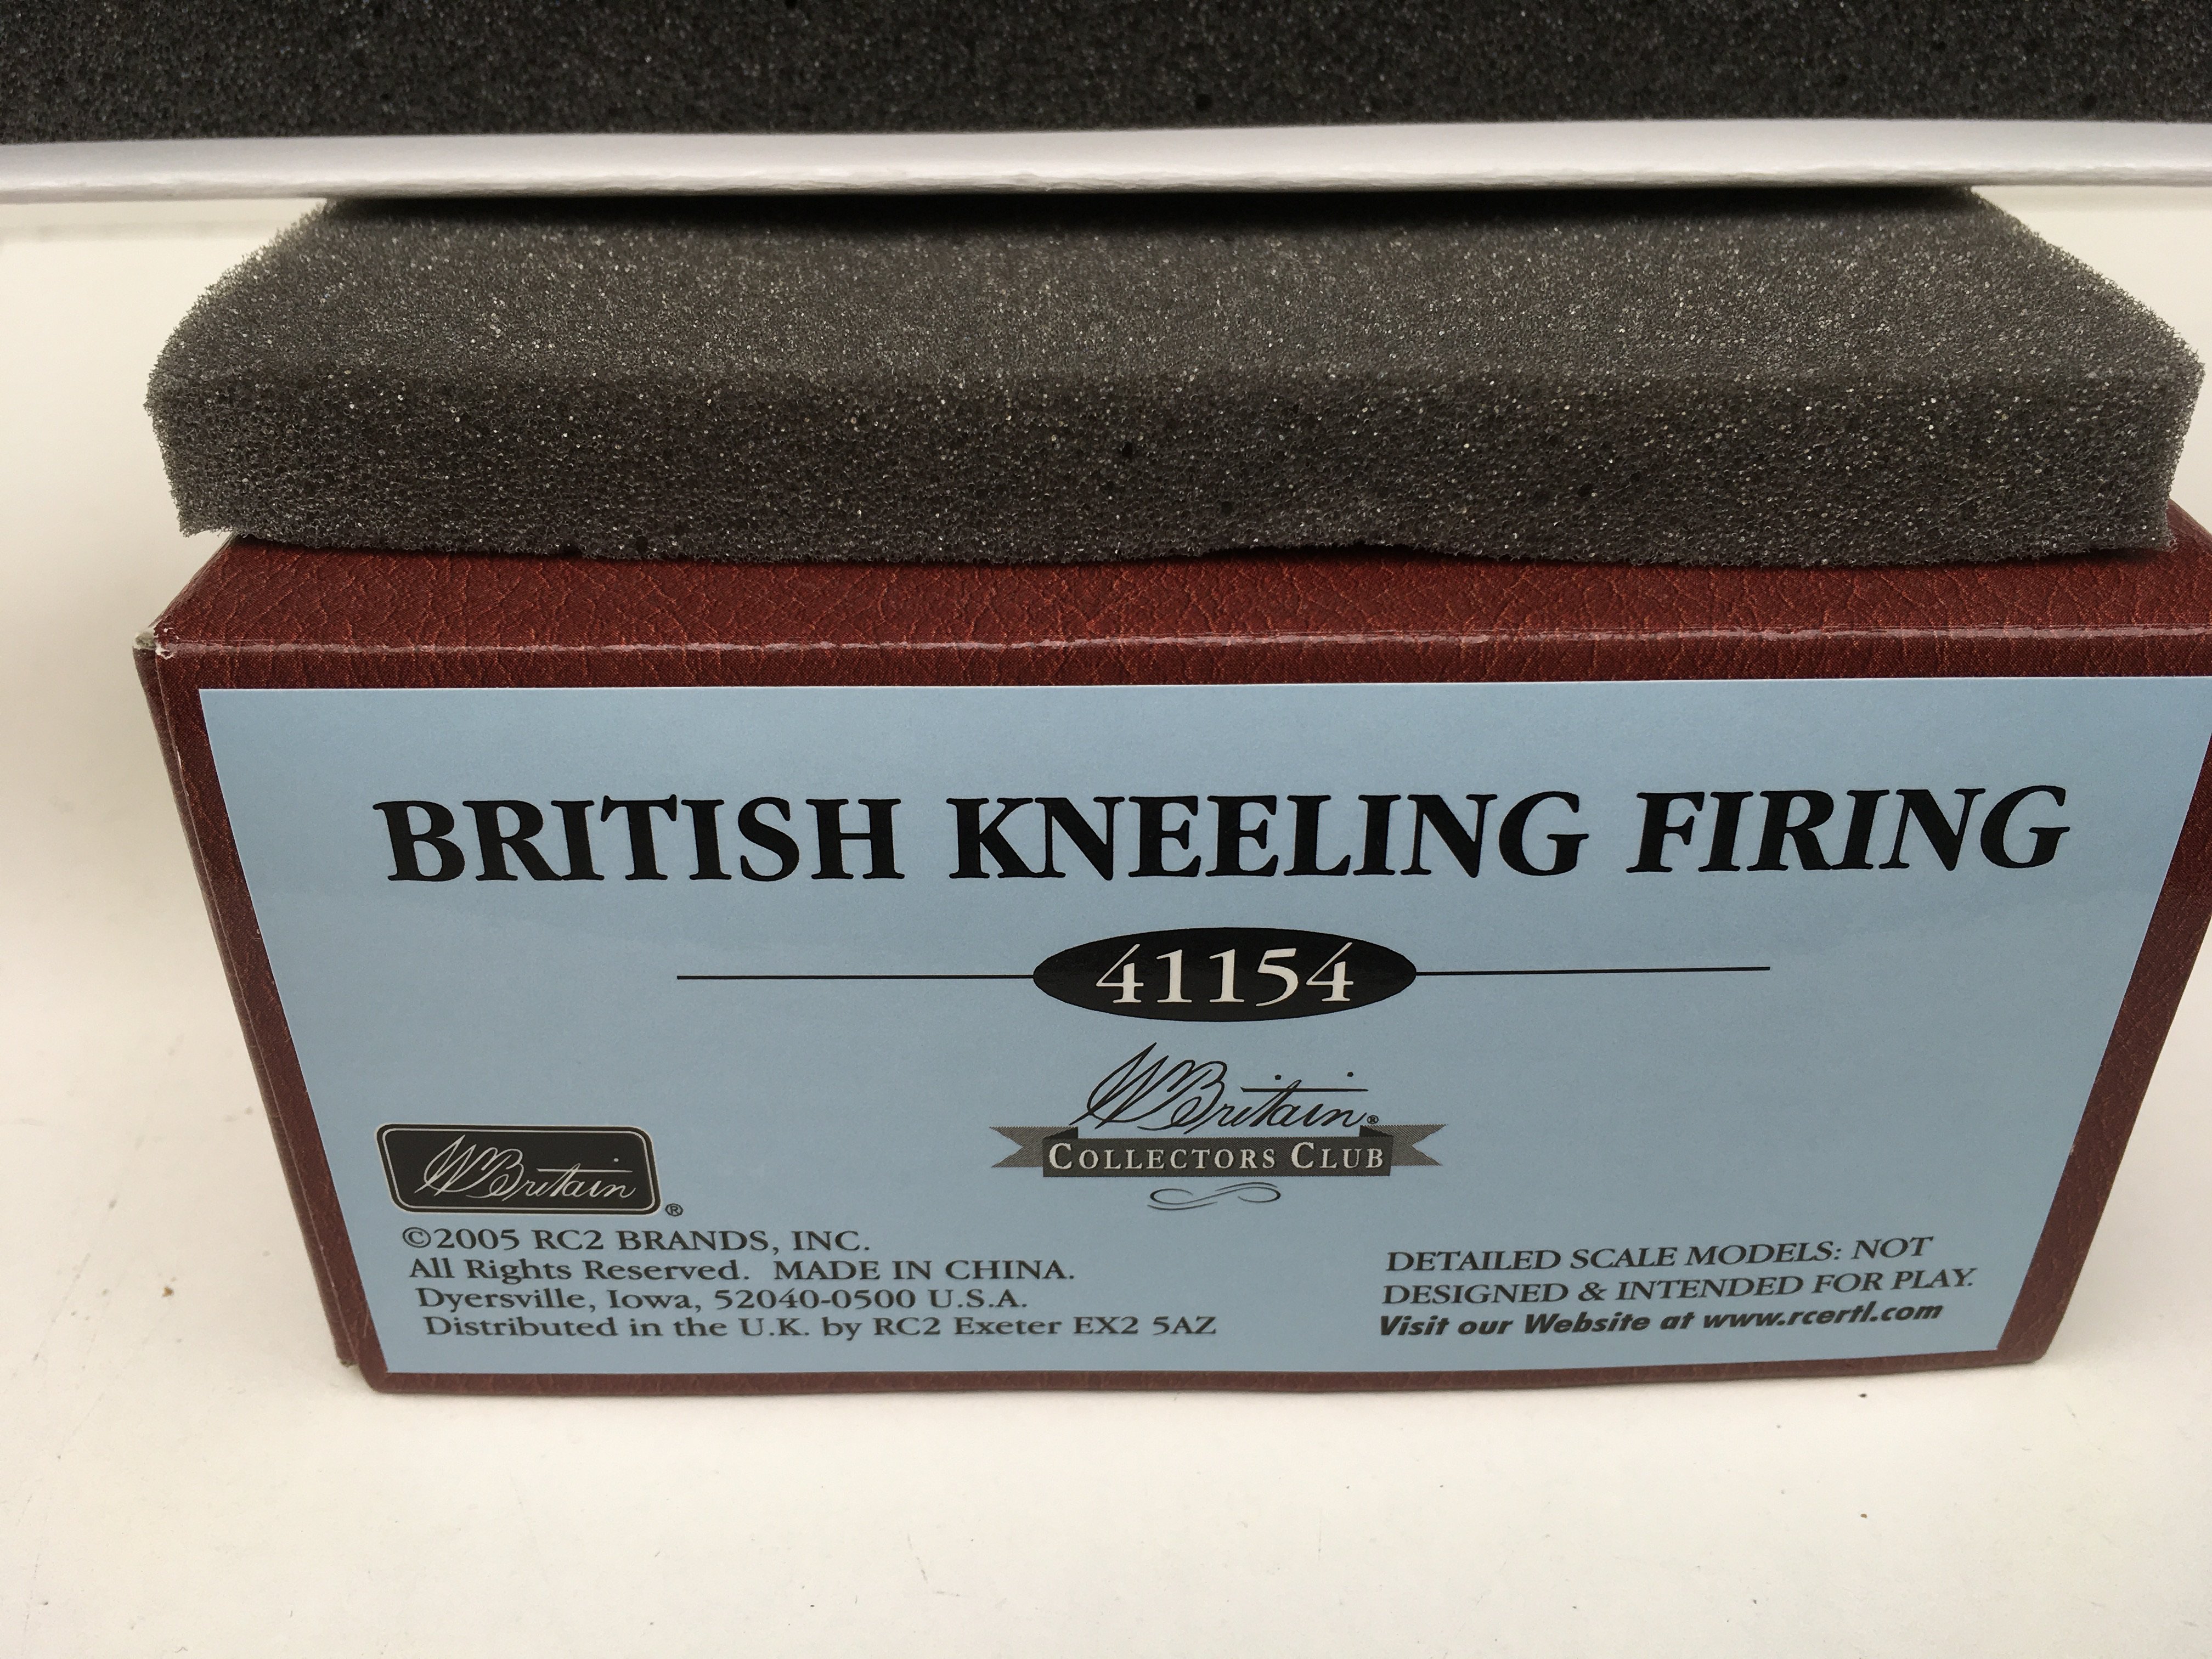 BRITISH KNEELING FIRING
41154
W Britain®
COLLECTORS CLUB
W Britain®
©2005 RC2 BRANDS, INC.
All Rights Reserved. MADE IN CHINA.
Dyersville, Iowa, 52040-0500 U.S.A.
Distributed in the U.K. by RC2 Exeter EX2 5AZ
DETAILED SCALE MODELS: NOT
DESIGNED & INTENDED FOR PLAY.
Visit our Website at www.rcertl.com